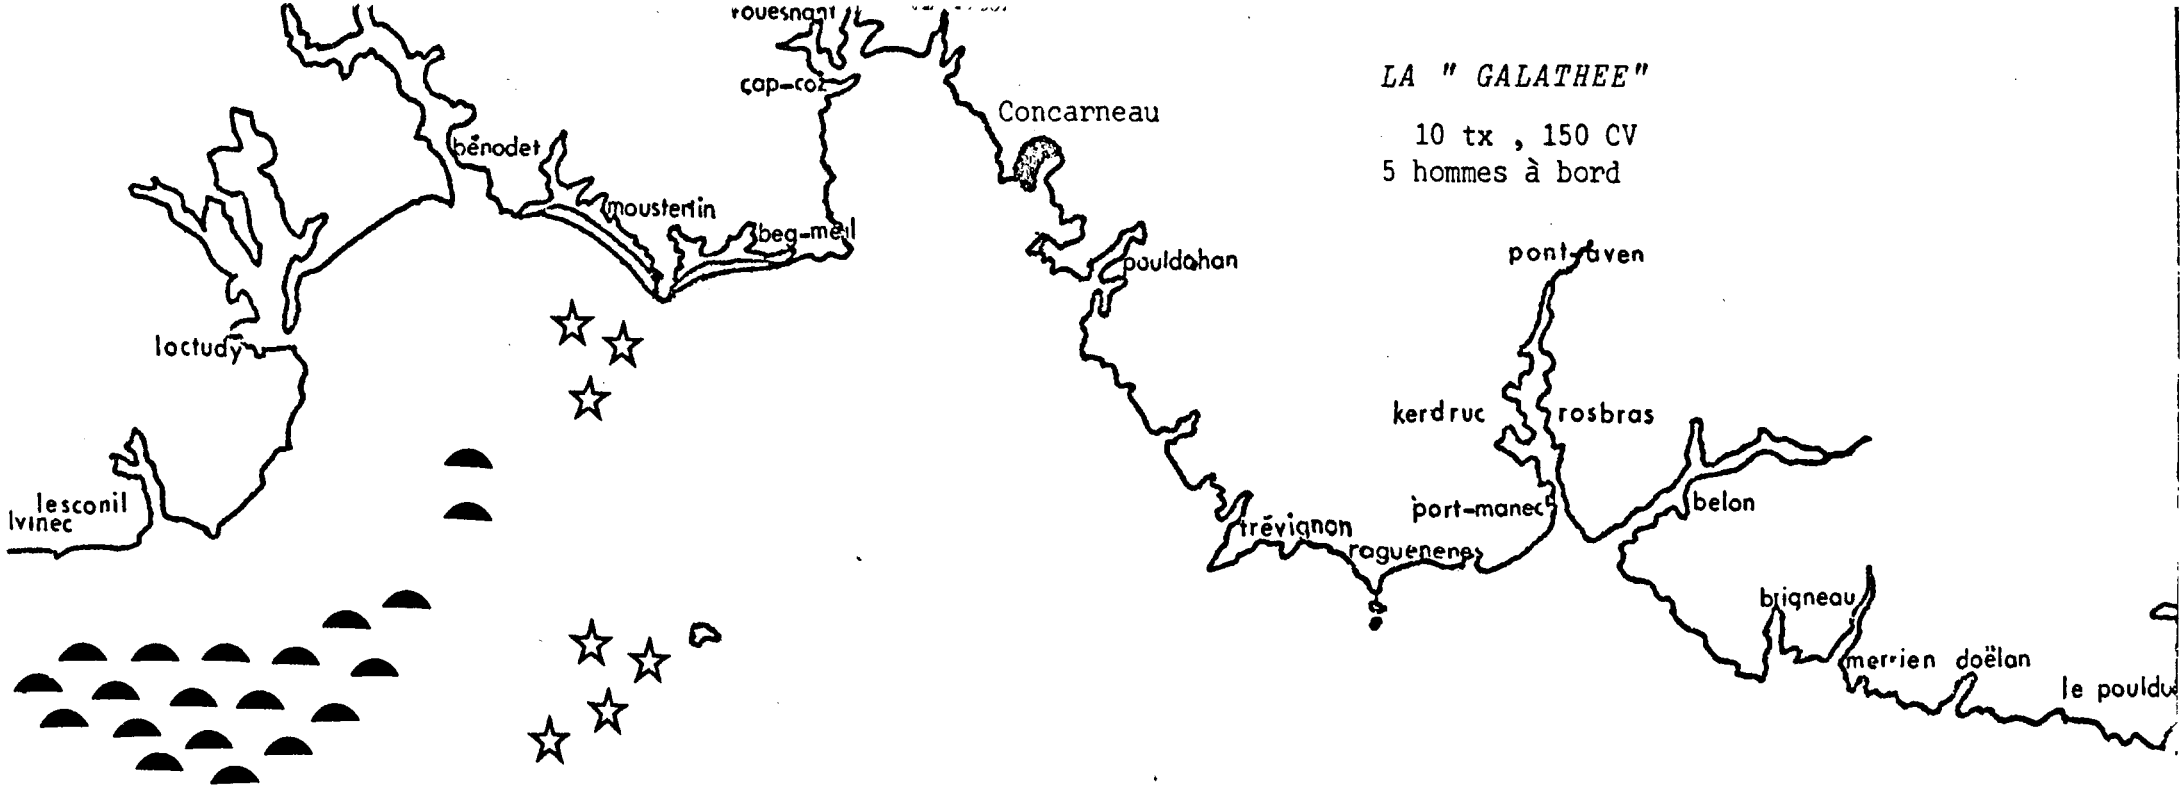 rouesnant
cap-coz
Concarneau
LA " GALATHEE"
10 tx , 150 CV
5 hommes à bord
bénodet
mousterlin
beg-meil
pouldohan
pont-aven
loctudy
kerdruc
rosbras
lesconil
lvinec
port-manec
belon
trévignon
raguenenes
brigneau
merrien
doëlan
le pouldu